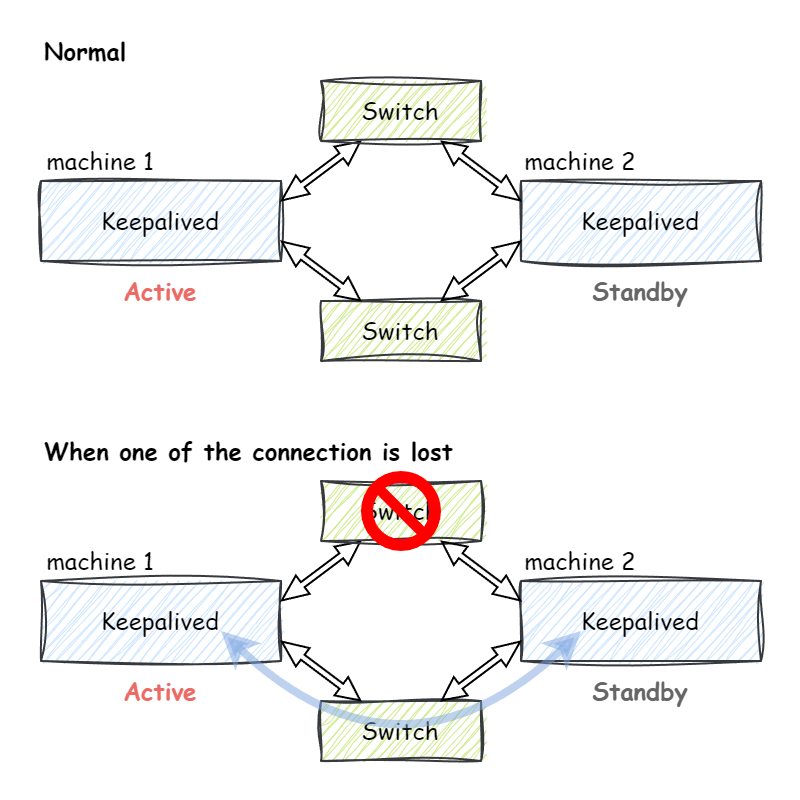 Normal
Switch
machine 1
machine 2
Keepalived
Keepalived
Active
Standby
Switch
When one of the connection is lost
Switch
machine 1
machine 2
Keepalived
Keepalived
Active
Standby
Switch